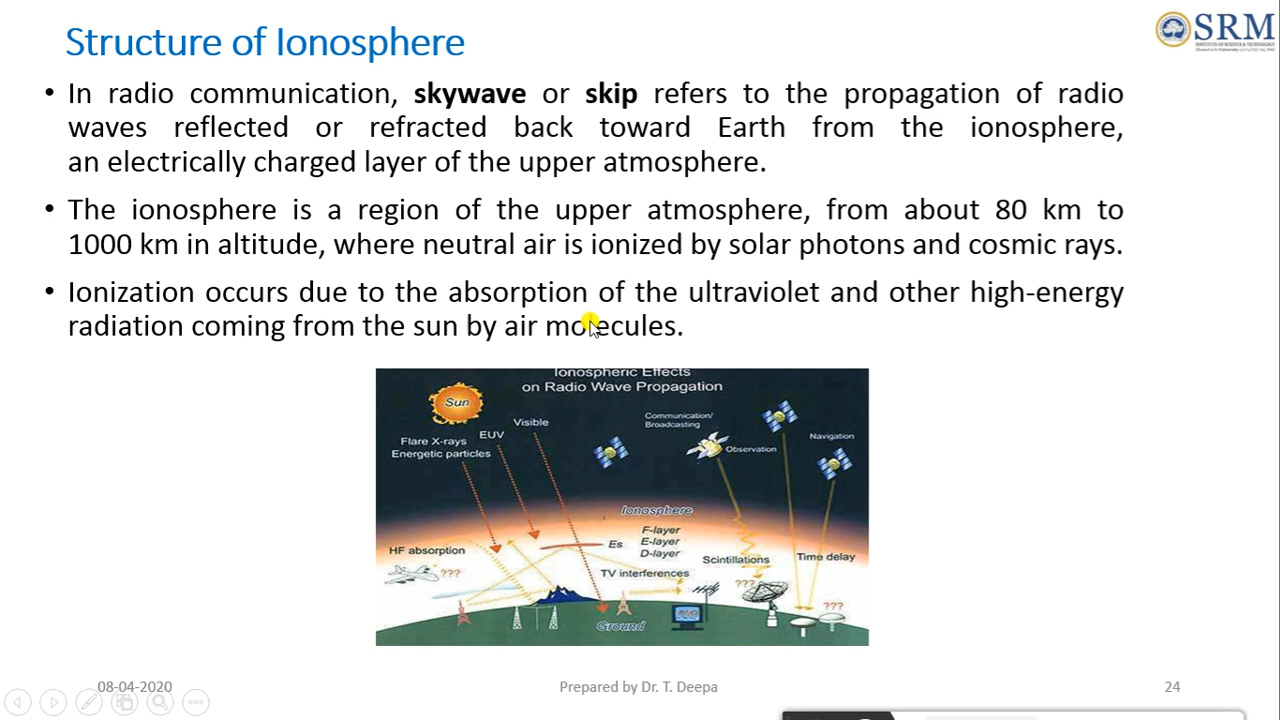 Structure of Ionosphere
SRM
INSTITUTE OF SCIENCE & TECHNOLOGY
• In radio communication, skywave or skip refers to the propagation of radio
waves reflected or refracted back toward Earth from the ionosphere,
an electrically charged layer of the upper atmosphere.
• The ionosphere is a region of the upper atmosphere, from about 80 km to
1000 km in altitude, where neutral air is ionized by solar photons and cosmic rays.
• Ionization occurs due to the absorption of the ultraviolet and other high-energy
radiation coming from the sun by air molecules.
Ionospheric Effects
on Radio Wave Propagation
Sun
Visible
EUV
Flare X-rays
Energetic particles
Communication/
Broadcasting
Observation
Navigation
Ionosphere
F-layer
E-layer
D-layer
Es
HF absorption
???
TV interferences
Scintillations
???
Time delay
???
Ground
08-04-2020
Prepared by Dr. T. Deepa
24